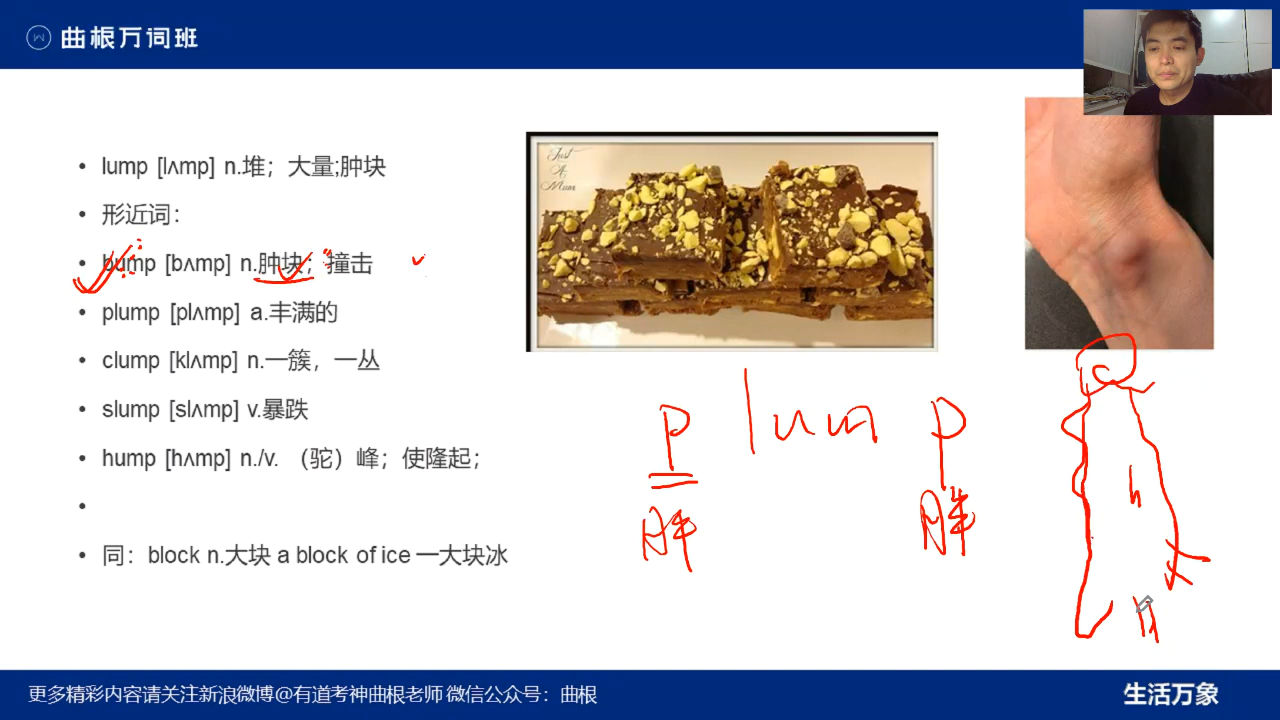 曲根万词班
lump [lʌmp] n.堆；大量;肿块
形近词：
bump [bʌmp] n.肿块；撞击
plump [plʌmp] a.丰满的
clump [klʌmp] n.一簇，一丛
slump [slʌmp] v.暴跌
hump [hʌmp] n./v. （驼）峰；使隆起；
同：block n.大块 a block of ice 一大块冰
Just
A
Mum
p lum p
胖 胖
h
更多精彩内容请关注新浪微博@有道考神曲根老师 微信公众号：曲根
生活万象